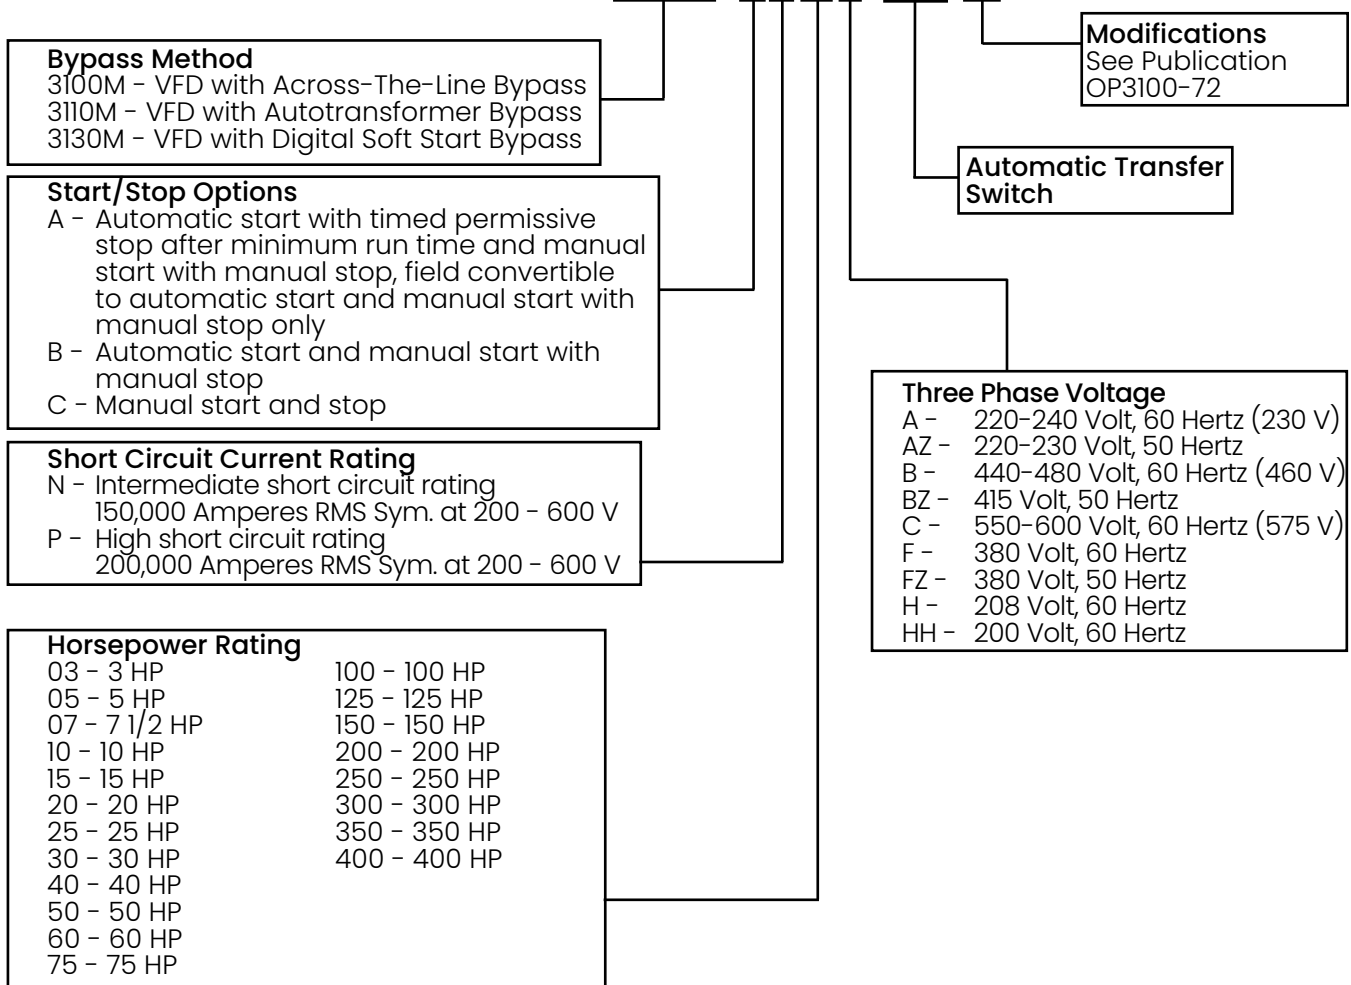 Bypass Method
3100M - VFD with Across-The-Line Bypass
3110M - VFD with Autotransformer Bypass
3130M - VFD with Digital Soft Start Bypass
Start/Stop Options
A - Automatic start with timed permissive
stop after minimum run time and manual
start with manual stop, field convertible
to automatic start and manual start with
manual stop only
B - Automatic start and manual start with
manual stop
C - Manual start and stop
Short Circuit Current Rating
N - Intermediate short circuit rating
150,000 Amperes RMS Sym. at 200 - 600 V
P - High short circuit rating
200,000 Amperes RMS Sym. at 200 - 600 V
Horsepower Rating
03 - 3 HP
05 - 5 HP
07 - 7 1/2 HP
10 - 10 HP
15 - 15 HP
20 - 20 HP
25 - 25 HP
30 - 30 HP
40 - 40 HP
50 - 50 HP
60 - 60 HP
75 - 75 HP
100 - 100 HP
125 - 125 HP
150 - 150 HP
200 - 200 HP
250 - 250 HP
300 - 300 HP
350 - 350 HP
400 - 400 HP
Modifications
See Publication
OP3100-72
Automatic Transfer
Switch
Three Phase Voltage
A - 220-240 Volt, 60 Hertz (230 V)
AZ - 220-230 Volt, 50 Hertz
B - 440-480 Volt, 60 Hertz (460 V)
BZ - 415 Volt, 50 Hertz
C - 550-600 Volt, 60 Hertz (575 V)
F - 380 Volt, 60 Hertz
FZ - 380 Volt, 50 Hertz
H - 208 Volt, 60 Hertz
HH - 200 Volt, 60 Hertz